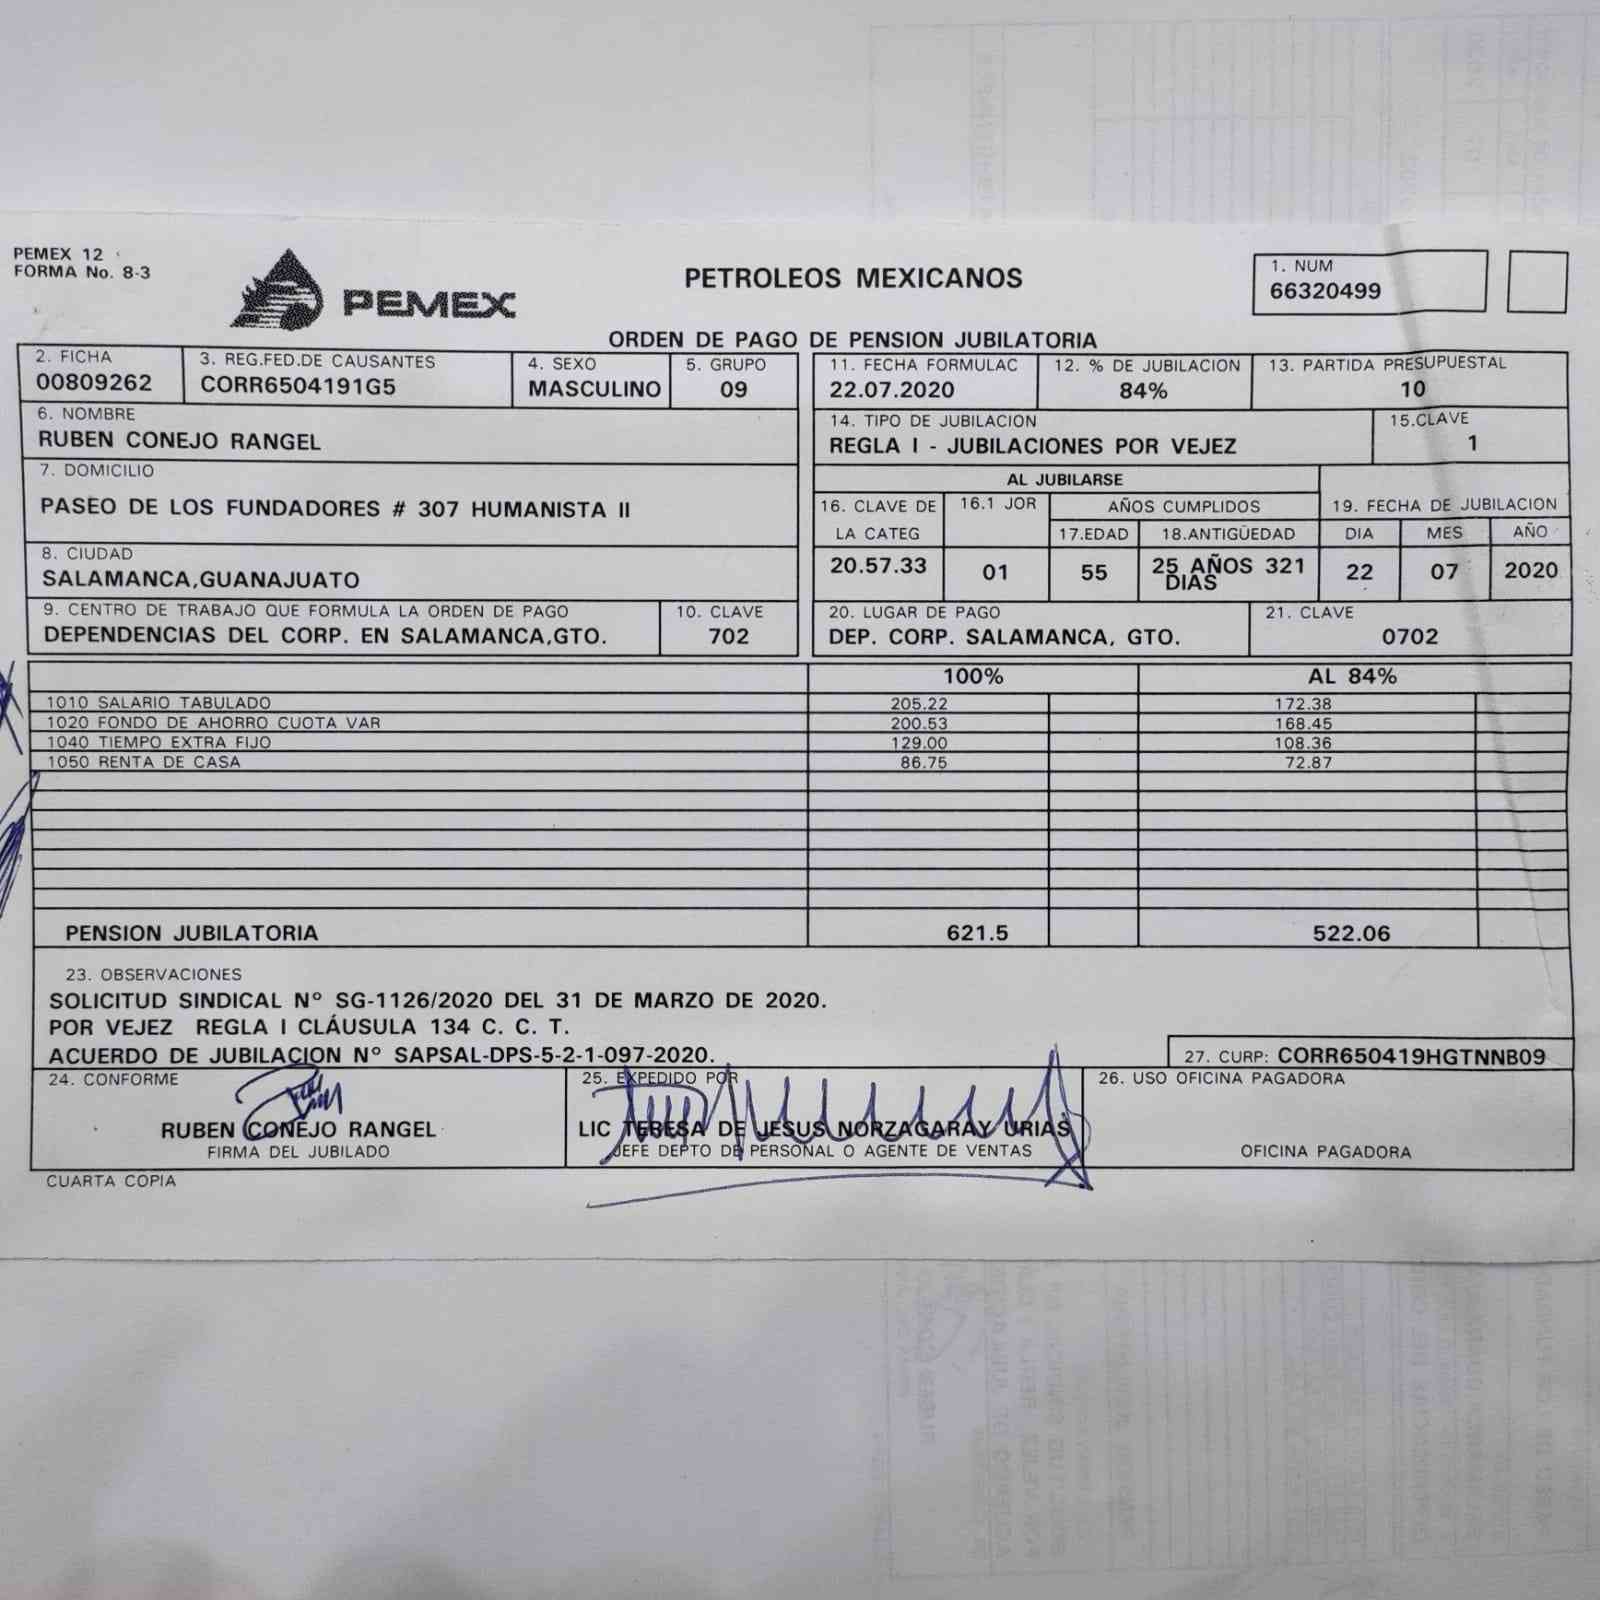 PEMEX 12
FORMA No. 8-3
PEMEX
PETROLEOS MEXICANOS
1. NUM
66320499
ORDEN DE PAGO DE PENSION JUBILATORIA
2. FICHA
00809262
3. REG.FED.DE CAUSANTES
CORR6504191G5
4. SEXO
MASCULINO
5. GRUPO
09
11. FECHA FORMULAC
22.07.2020
12. % DE JUBILACION
84%
13. PARTIDA PRESUPUESTAL
10
6. NOMBRE
RUBEN CONEJO RANGEL
14. TIPO DE JUBILACION
REGLA I - JUBILACIONES POR VEJEZ
15.CLAVE
1
7. DOMICILIO
PASEO DE LOS FUNDADORES # 307 HUMANISTA II
AL JUBILARSE
16. CLAVE DE
LA CATEG
20.57.33
16.1 JOR
01
AÑOS CUMPLIDOS
17.EDAD
55
18.ANTIGÜEDAD
25 AÑOS 321
DIAS
19. FECHA DE JUBILACION
DIA MES AÑO
22 07 2020
8. CIUDAD
SALAMANCA,GUANAJUATO
9. CENTRO DE TRABAJO QUE FORMULA LA ORDEN DE PAGO
DEPENDENCIAS DEL CORP. EN SALAMANCA,GTO.
10. CLAVE
702
20. LUGAR DE PAGO
DEP. CORP. SALAMANCA, GTO.
21. CLAVE
0702
100% AL 84%
1010 SALARIO TABULADO 205.22 172.38
1020 FONDO DE AHORRO CUOTA VAR 200.53 168.45
1040 TIEMPO EXTRA FIJO 129.00 108.36
1050 RENTA DE CASA 86.75 72.87
PENSION JUBILATORIA 621.5 522.06
23. OBSERVACIONES
SOLICITUD SINDICAL Nº SG-1126/2020 DEL 31 DE MARZO DE 2020.
POR VEJEZ REGLA I CLÁUSULA 134 C. C. T.
ACUERDO DE JUBILACION Nº SAPSAL-DPS-5-2-1-097-2020.
27. CURP: CORR650419HGTNNB09
24. CONFORME
RUBEN CONEJO RANGEL
FIRMA DEL JUBILADO
25. EXPEDIDO POR
LIC TERESA DE JESUS NORZAGARAY URIAS
JEFE DEPTO DE PERSONAL O AGENTE DE VENTAS
26. USO OFICINA PAGADORA
OFICINA PAGADORA
CUARTA COPIA